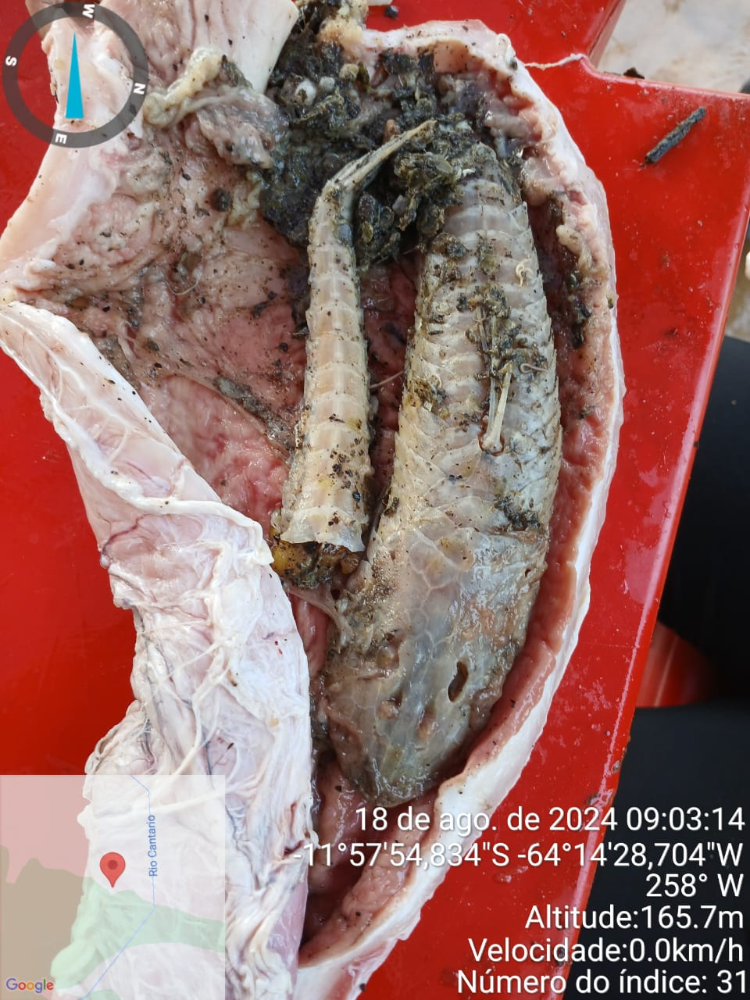 W
S
N
E
Rio Cantario
18 de ago. de 2024 09:03:14
-11°57'54,834"S -64°14'28,704"W
258° W
Altitude:165.7m
Velocidade:0.0km/h
Número do índice: 31
Google